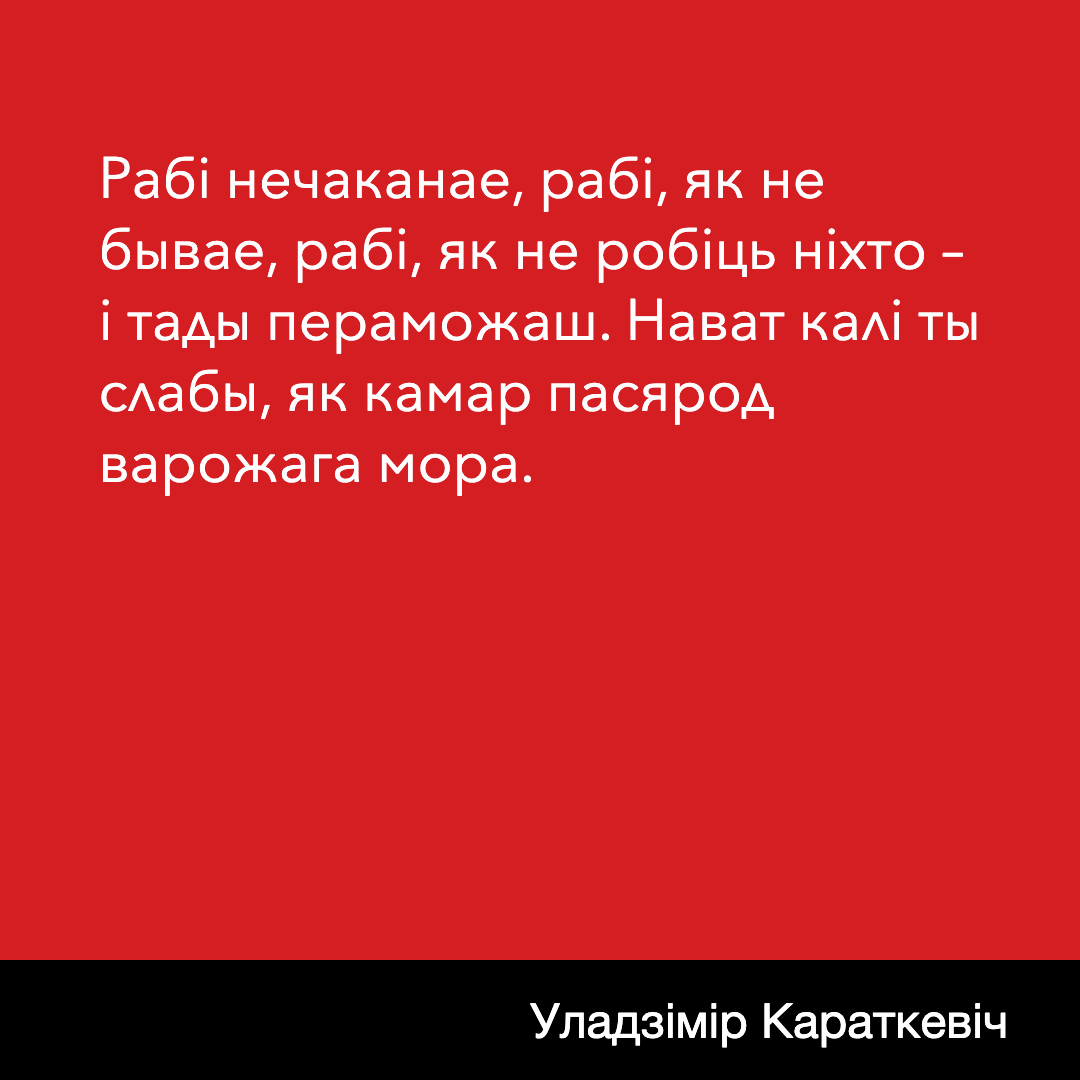 Рабі нечаканае, рабі, як не
бывае, рабі, як не робіць ніхто –
і тады пераможаш. Нават калі ты
слабы, як камар пасярод
варожага мора.
Уладзімір Караткевіч